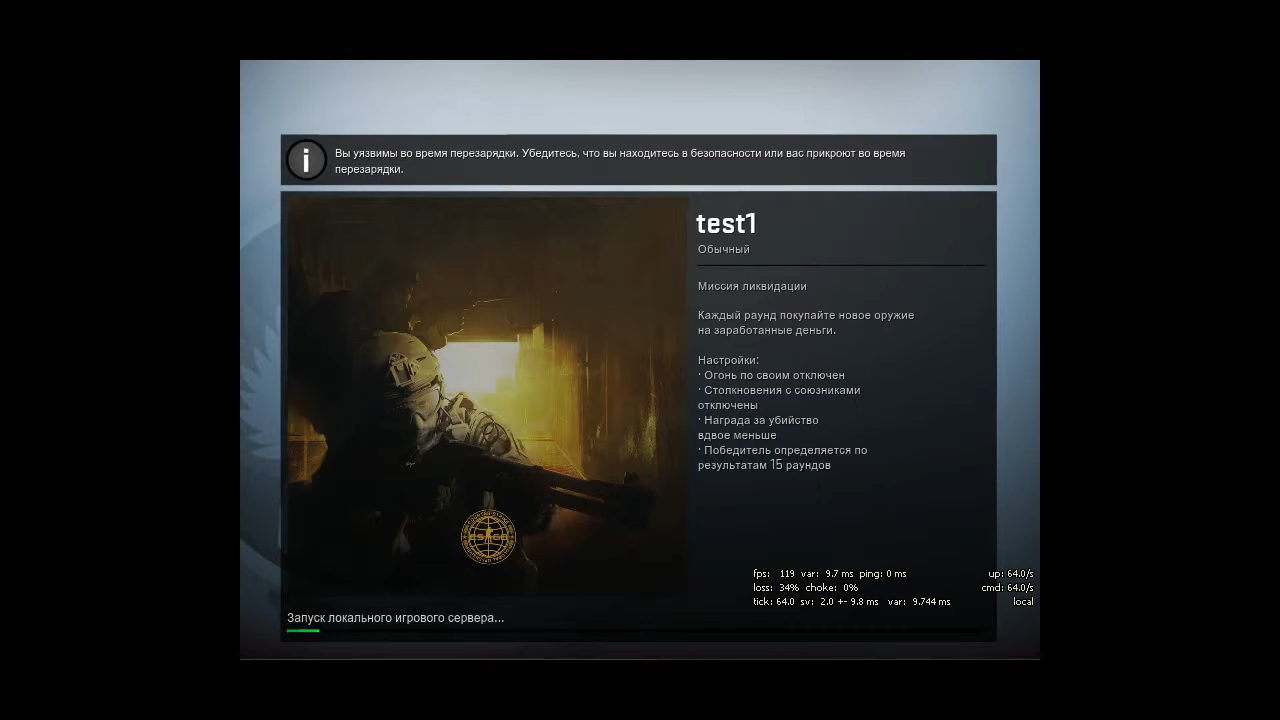 Вы уязвимы во время перезарядки. Убедитесь, что вы находитесь в безопасности или вас прикроют во время
перезарядки.
test1
Обычный
Миссия ликвидации
Каждый раунд покупайте новое оружие
на заработанные деньги.
Настройки:
· Огонь по своим отключен
· Столкновения с союзниками
отключены
· Награда за убийство
вдвое меньше
· Победитель определяется по
результатам 15 раундов
CS GO
fps: 119 var: 9.7 ms ping: 0 ms up: 64.0/s
loss: 34% choke: 0% cmd: 64.0/s
tick: 64.0 sv: 2.0 +- 9.8 ms var: 9.744 ms local
Запуск локального игрового сервера...